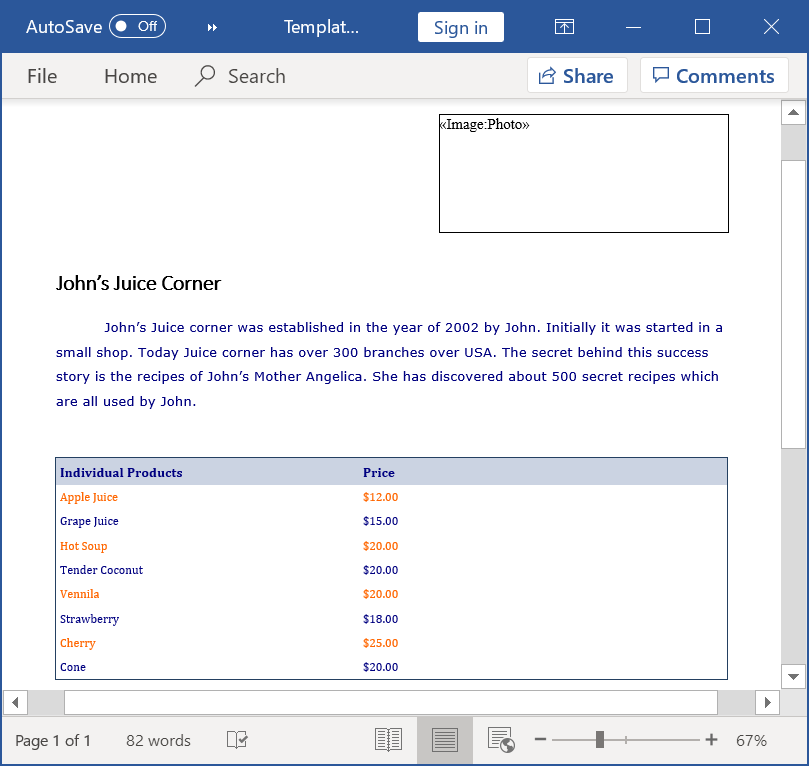 AutoSave Off Templat... Sign in
File Home Search Share Comments
«Image:Photo»
John’s Juice Corner
John’s Juice corner was established in the year of 2002 by John. Initially it was started in a
small shop. Today Juice corner has over 300 branches over USA. The secret behind this success
story is the recipes of John’s Mother Angelica. She has discovered about 500 secret recipes which
are all used by John.
Individual Products Price
Apple Juice $12.00
Grape Juice $15.00
Hot Soup $20.00
Tender Coconut $20.00
Vennila $20.00
Strawberry $18.00
Cherry $25.00
Cone $20.00
Page 1 of 1 82 words 67%